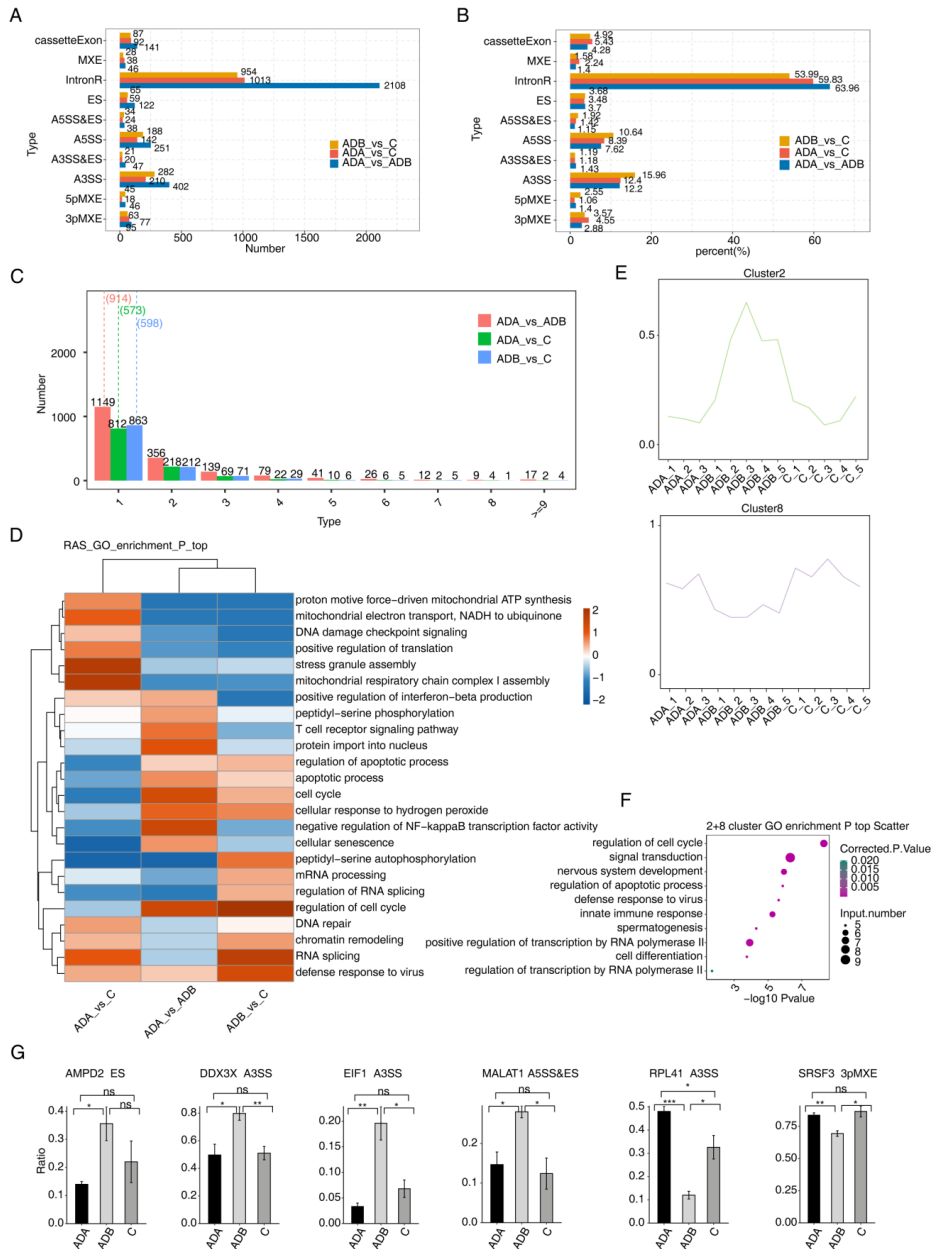 A
cassetteExon
MXE
IntronR
ES
A5SS&ES
A5SS
A3SS&ES
A3SS
5pMXE
3pMXE
Type
87
92
141
28
38
46
954
1013
2108
65
59
122
34
24
38
188
142
251
21
20
47
282
210
402
45
18
46
63
77
95
ADB_vs_C
ADA_vs_C
ADA_vs_ADB
0
500
1000
1500
2000
Number
B
cassetteExon
MXE
IntronR
ES
A5SS&ES
A5SS
A3SS&ES
A3SS
5pMXE
3pMXE
Type
4.92
5.43
4.28
1.58
2.24
1.4
53.99
59.83
63.96
3.68
3.48
3.7
1.92
1.42
1.15
10.64
8.39
7.62
1.19
1.18
1.43
15.96
12.4
12.2
2.55
1.06
1.4
3.57
4.55
2.88
ADB_vs_C
ADA_vs_C
ADA_vs_ADB
0
20
40
60
percent(%)
C
(914)
(573)
(598)
ADA_vs_ADB
ADA_vs_C
ADB_vs_C
2000
1000
0
Number
1149
812
863
356
218
212
139
69
71
79
22
29
41
10
6
26
6
5
12
2
5
9
4
1
17
2
4
1
2
3
4
5
6
7
8
>=9
Type
E
Cluster2
0.5
0.0
ADA_1
ADA_2
ADA_3
ADB_1
ADB_2
ADB_3
ADB_4
ADB_5
C_1
C_2
C_3
C_4
C_5
Cluster8
1
0
ADA_1
ADA_2
ADA_3
ADB_1
ADB_2
ADB_3
ADB_4
ADB_5
C_1
C_2
C_3
C_4
C_5
D
RAS_GO_enrichment_P_top
proton motive force-driven mitochondrial ATP synthesis
mitochondrial electron transport, NADH to ubiquinone
DNA damage checkpoint signaling
positive regulation of translation
stress granule assembly
mitochondrial respiratory chain complex I assembly
positive regulation of interferon-beta production
peptidyl-serine phosphorylation
T cell receptor signaling pathway
protein import into nucleus
regulation of apoptotic process
apoptotic process
cell cycle
cellular response to hydrogen peroxide
negative regulation of NF-kappaB transcription factor activity
cellular senescence
peptidyl-serine autophosphorylation
mRNA processing
regulation of RNA splicing
regulation of cell cycle
DNA repair
chromatin remodeling
RNA splicing
defense response to virus
2
1
0
-1
-2
ADA_vs_C
ADA_vs_ADB
ADB_vs_C
F
2+8 cluster GO enrichment P top Scatter
regulation of cell cycle
signal transduction
nervous system development
regulation of apoptotic process
defense response to virus
innate immune response
spermatogenesis
positive regulation of transcription by RNA polymerase II
cell differentiation
regulation of transcription by RNA polymerase II
3
5
7
-log10 Pvalue
Corrected.P.Value
0.020
0.015
0.010
0.005
Input.number
5
6
7
8
9
G
AMPD2 ES
ns
*
ns
0.4
0.3
0.2
0.1
0.0
Ratio
ADA
ADB
C
DDX3X A3SS
ns
*
**
0.75
0.50
0.25
0.00
ADA
ADB
C
EIF1 A3SS
ns
**
*
0.20
0.15
0.10
0.05
0.00
ADA
ADB
C
MALAT1 A5SS&ES
ns
*
*
0.2
0.1
0.0
ADA
ADB
C
RPL41 A3SS
*
***
*
0.5
0.4
0.3
0.2
0.1
0.0
ADA
ADB
C
SRSF3 3pMXE
ns
**
*
0.75
0.50
0.25
0.00
ADA
ADB
C